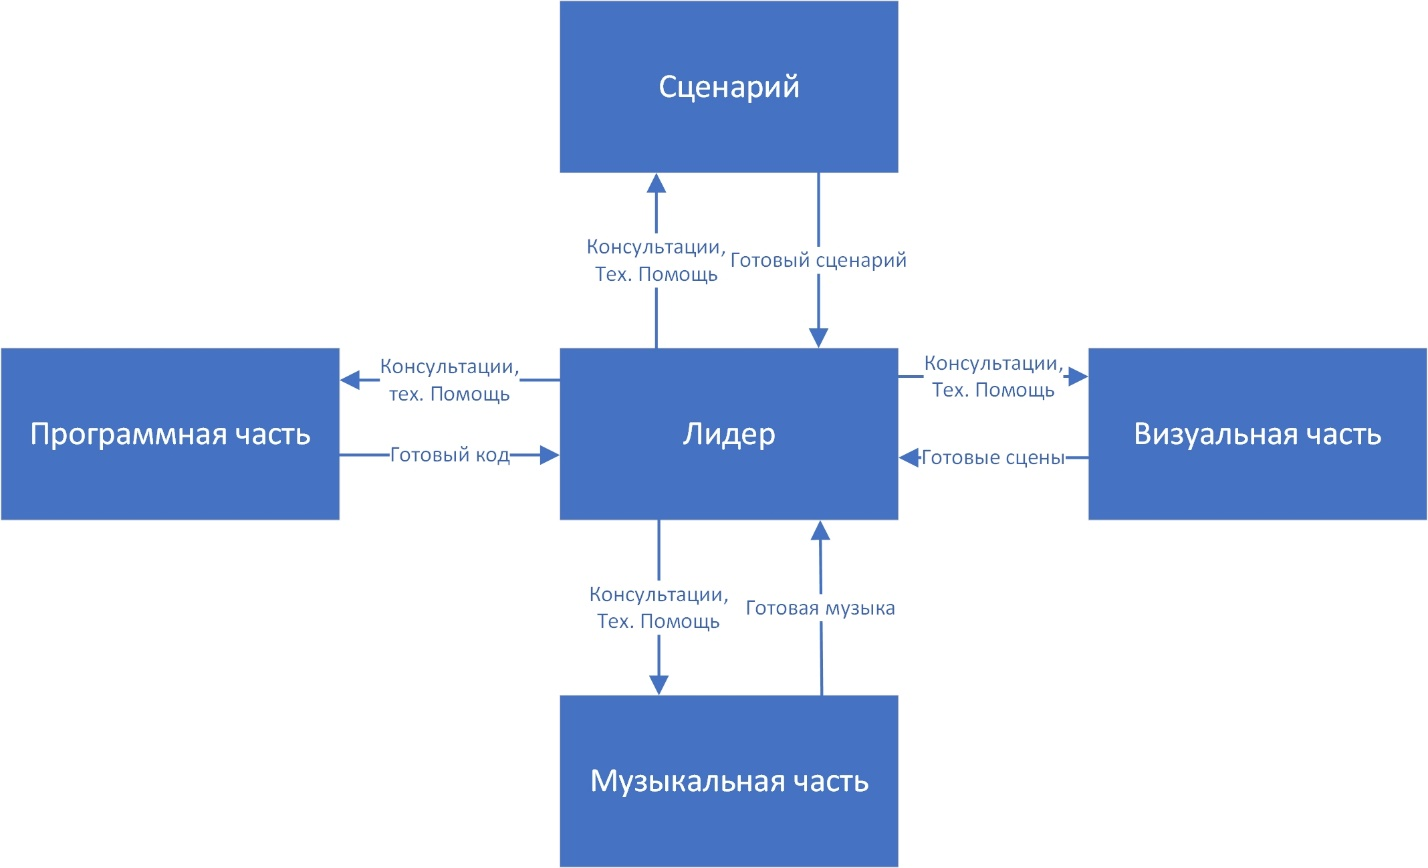 Сценарий
Консультации,
Тех. Помощь
Готовый сценарий
Консультации,
тех. Помощь
Консультации,
Тех. Помощь
Программная часть
Лидер
Визуальная часть
Готовый код
Готовые сцены
Консультации,
Тех. Помощь
Готовая музыка
Музыкальная часть